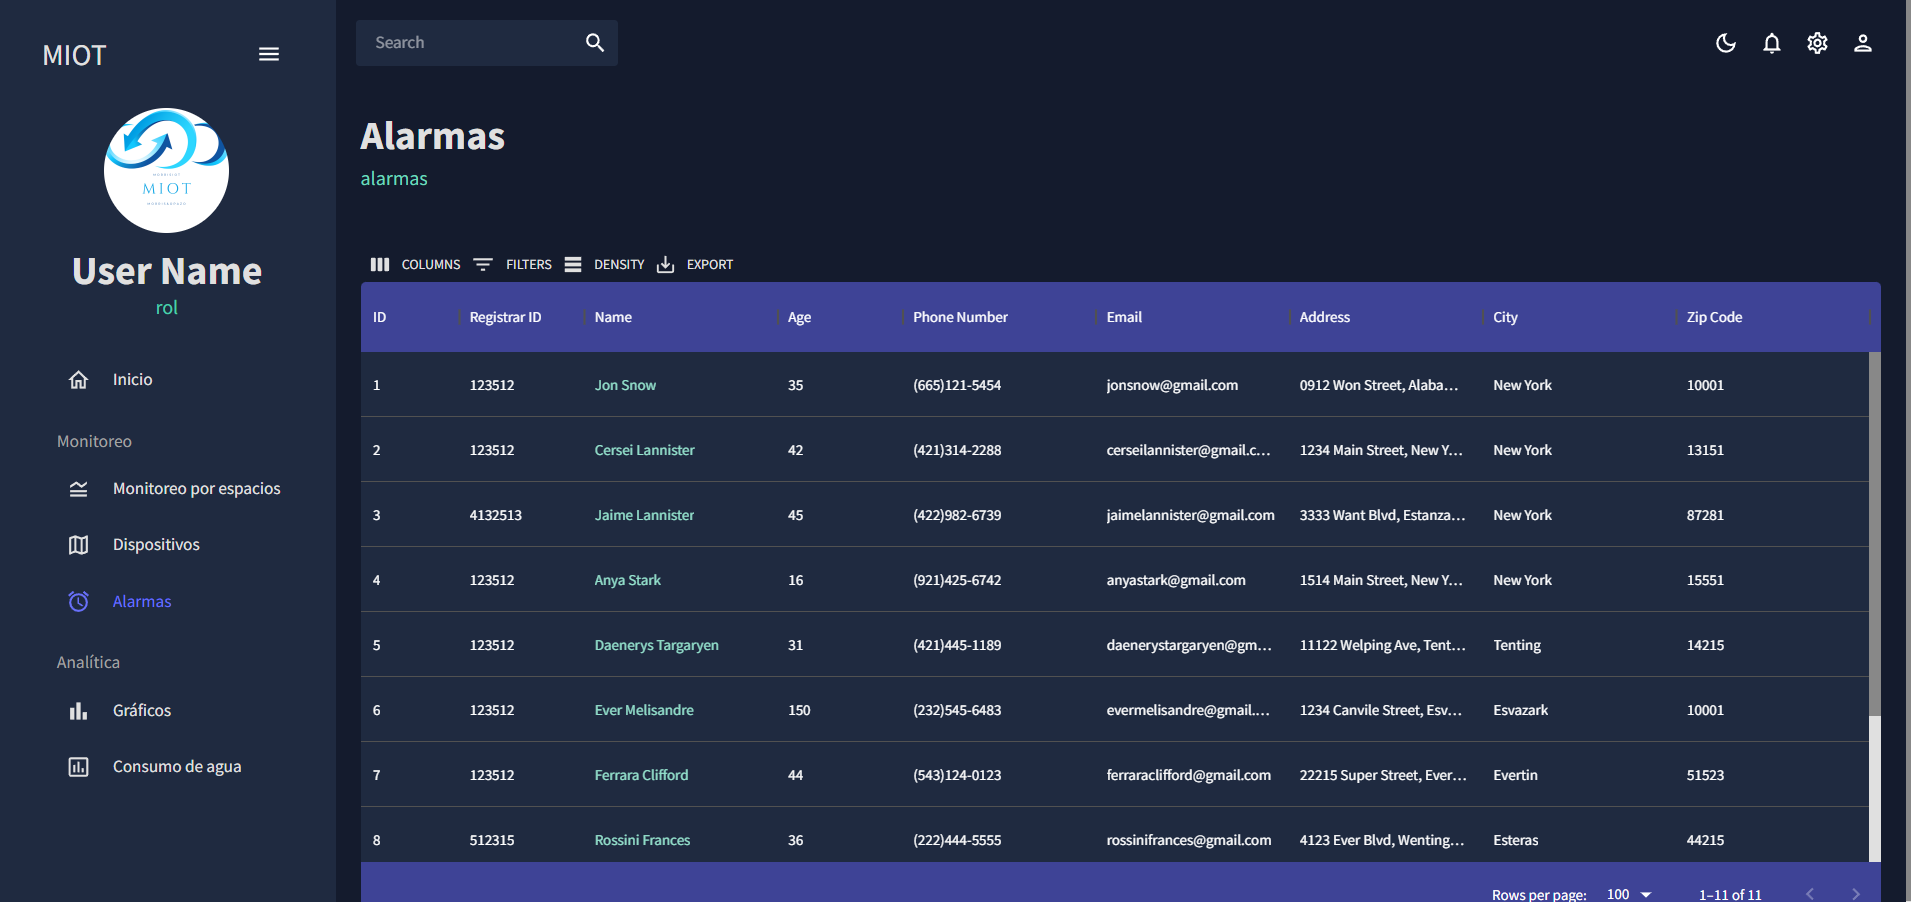 MIOT
Search
MIOT
User Name
rol
Inicio
Monitoreo
Monitoreo por espacios
Dispositivos
Alarmas
Analítica
Gráficos
Consumo de agua
Alarmas
alarmas
COLUMNS FILTERS DENSITY EXPORT
ID Registrar ID Name Age Phone Number Email Address City Zip Code
1 123512 Jon Snow 35 (665)121-5454 jonsnow@gmail.com 0912 Won Street, Alaba… New York 10001
2 123512 Cersei Lannister 42 (421)314-2288 cerseilannister@gmail.c… 1234 Main Street, New Y… New York 13151
3 4132513 Jaime Lannister 45 (422)982-6739 jaimelannister@gmail.com 3333 Want Blvd, Estanza… New York 87281
4 123512 Anya Stark 16 (921)425-6742 anyastark@gmail.com 1514 Main Street, New Y… New York 15551
5 123512 Daenerys Targaryen 31 (421)445-1189 daenerystargaryen@gm… 11122 Welping Ave, Tent… Tenting 14215
6 123512 Ever Melisandre 150 (232)545-6483 evermelisandre@gmail.… 1234 Canvile Street, Esv… Esvazark 10001
7 123512 Ferrara Clifford 44 (543)124-0123 ferraraclifford@gmail.com 22215 Super Street, Ever… Evertin 51523
8 512315 Rossini Frances 36 (222)444-5555 rossinifrances@gmail.com 4123 Ever Blvd, Wenting… Esteras 44215
Rows per page: 100 1–11 of 11